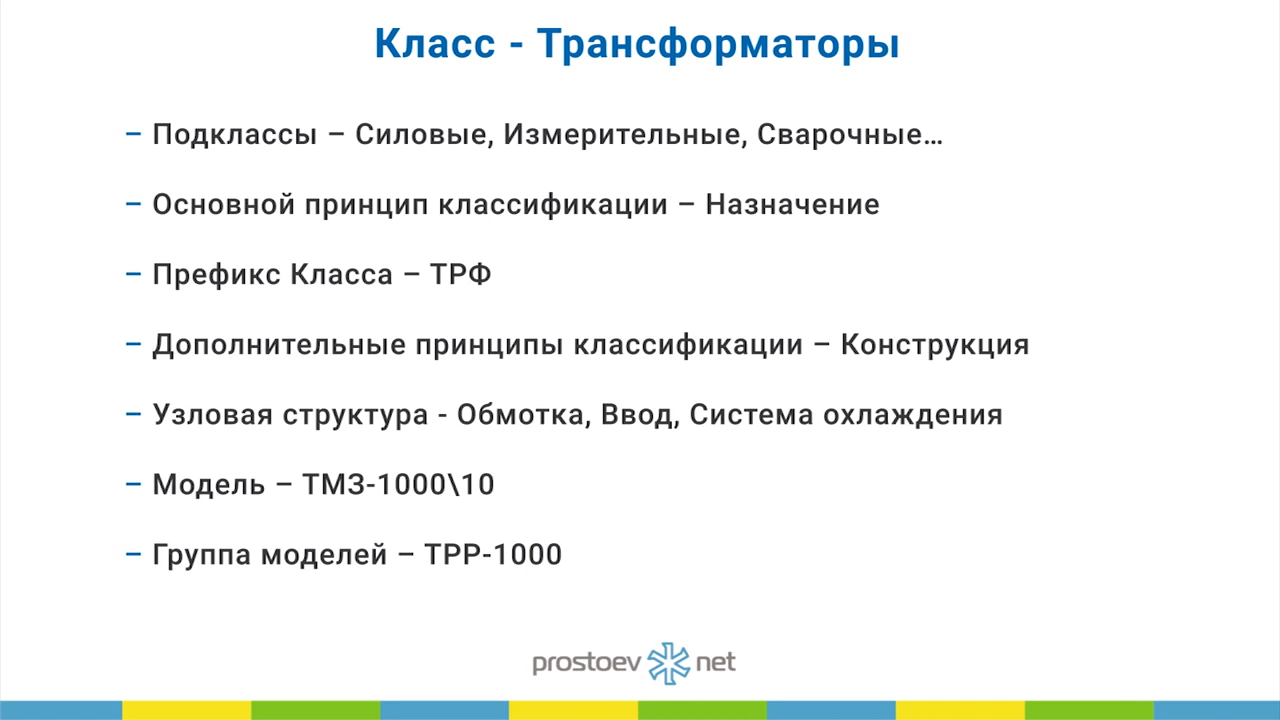 Класс - Трансформаторы
– Подклассы – Силовые, Измерительные, Сварочные…
– Основной принцип классификации – Назначение
– Префикс Класса – ТРФ
– Дополнительные принципы классификации – Конструкция
– Узловая структура - Обмотка, Ввод, Система охлаждения
– Модель – ТМЗ-1000\10
– Группа моделей – ТРР-1000
prostoev net